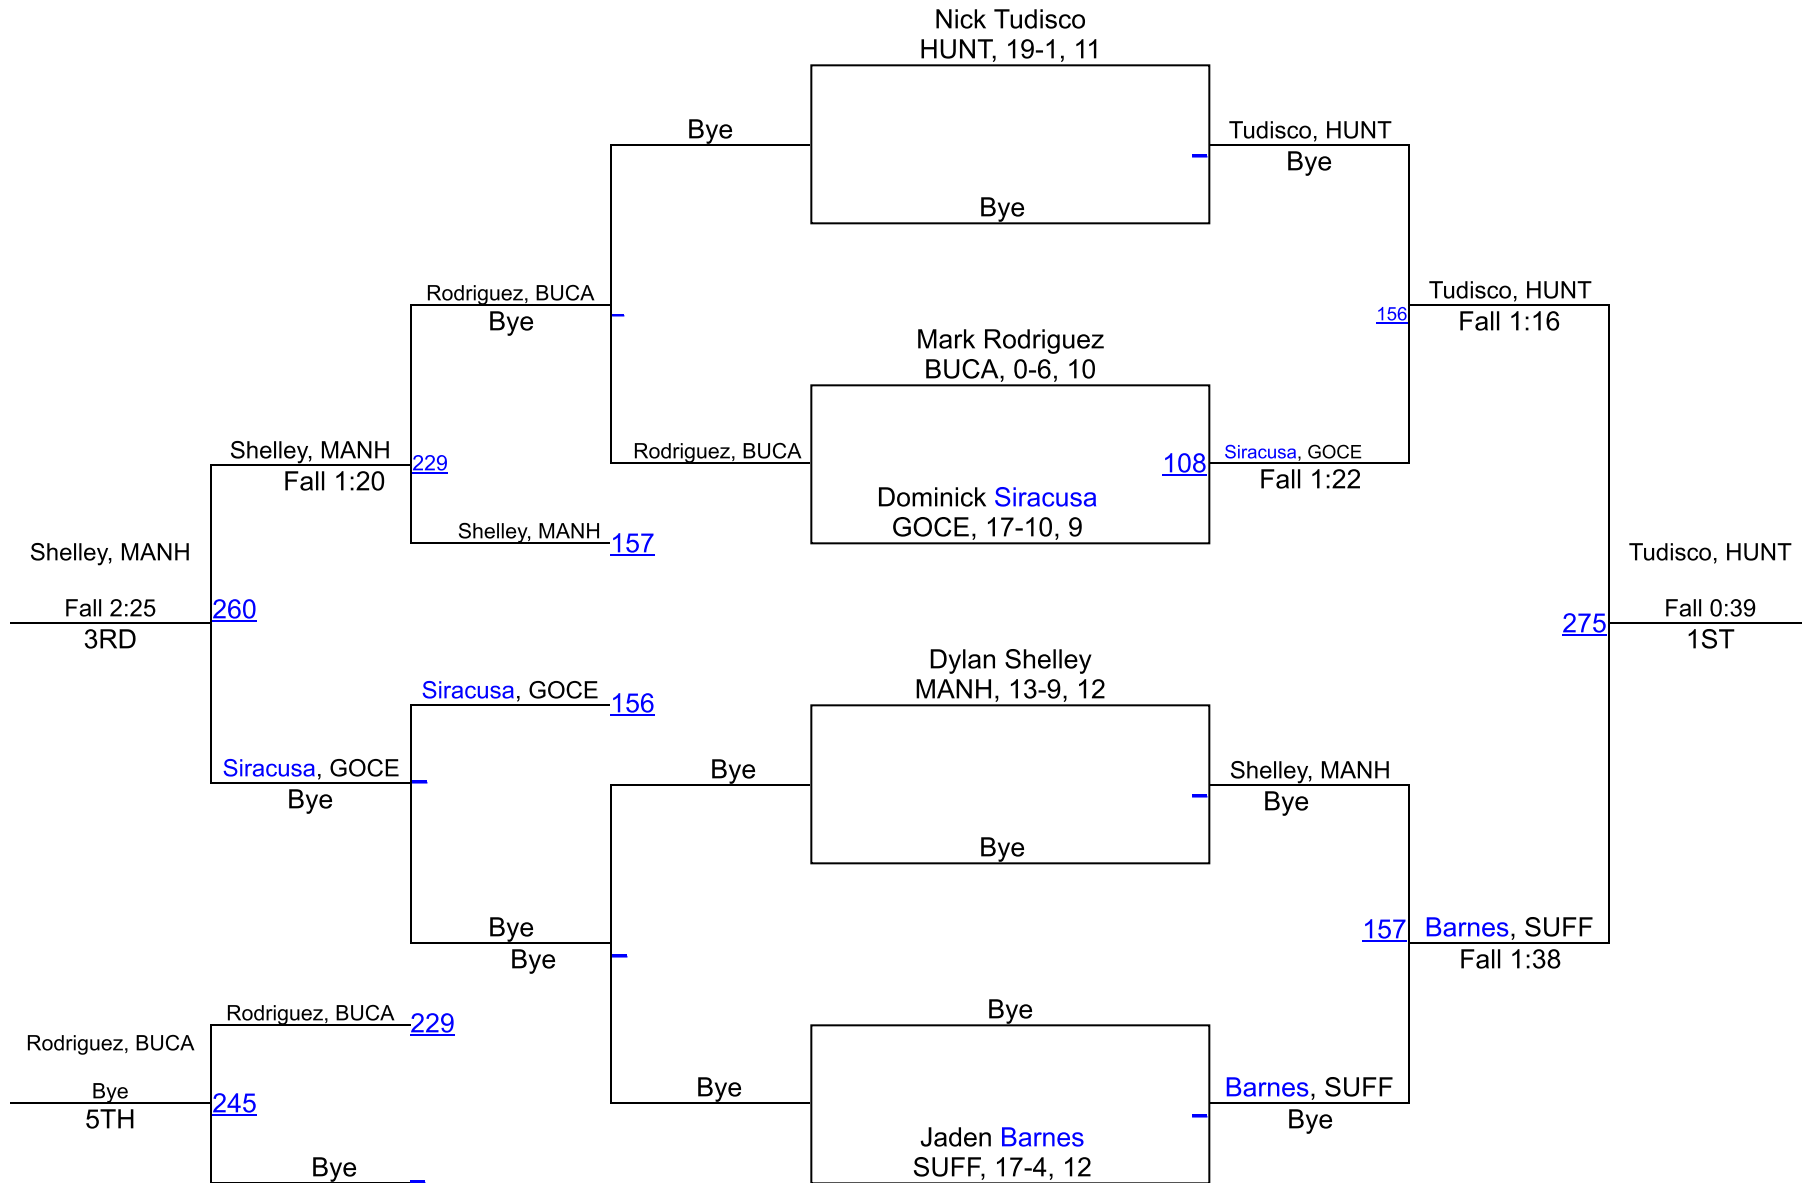 Nick Tudisco
HUNT, 19-1, 11
Bye
Tudisco, HUNT
Bye
Bye
Rodriguez, BUCA
Bye
Tudisco, HUNT
156
Fall 1:16
Mark Rodriguez
BUCA, 0-6, 10
Shelley, MANH
229
Fall 1:20
Rodriguez, BUCA
108
Siracusa, GOCE
Fall 1:22
Dominick Siracusa
GOCE, 17-10, 9
Shelley, MANH
157
Shelley, MANH
Tudisco, HUNT
Fall 2:25
260
3RD
275
Fall 0:39
1ST
Dylan Shelley
MANH, 13-9, 12
Siracusa, GOCE
156
Siracusa, GOCE
Bye
Bye
Shelley, MANH
Bye
Bye
Bye
Bye
157
Barnes, SUFF
Fall 1:38
Rodriguez, BUCA
229
Bye
Rodriguez, BUCA
Bye
245
5TH
Bye
Barnes, SUFF
Bye
Jaden Barnes
SUFF, 17-4, 12
Bye